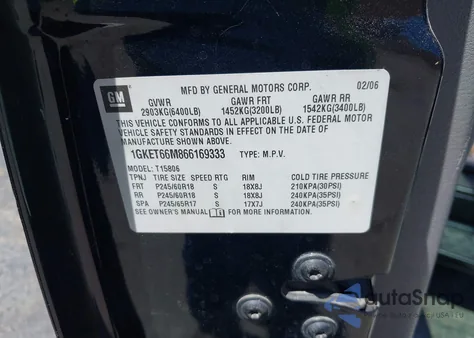 GM
MFD BY GENERAL MOTORS CORP. 02/06
GVWR GAWR FRT GAWR RR
2903KG(6400LB) 1452KG(3200LB) 1542KG(3400LB)
THIS VEHICLE CONFORMS TO ALL APPLICABLE U.S. FEDERAL MOTOR
VEHICLE SAFETY STANDARDS IN EFFECT ON THE DATE OF
MANUFACTURE SHOWN ABOVE.
1GKET66M866169333 TYPE: M.P.V.
MODEL: T15806
TPNJ TIRE SIZE SPEED RTG RIM COLD TIRE PRESSURE
FRT P245/60R18 S 18X8J 210KPA(30PSI)
RR P245/60R18 S 18X8J 240KPA(35PSI)
SPA P245/65R17 S 17X7J 240KPA(35PSI)
SEE OWNER'S MANUAL FOR MORE INFORMATION.
AutoSnap